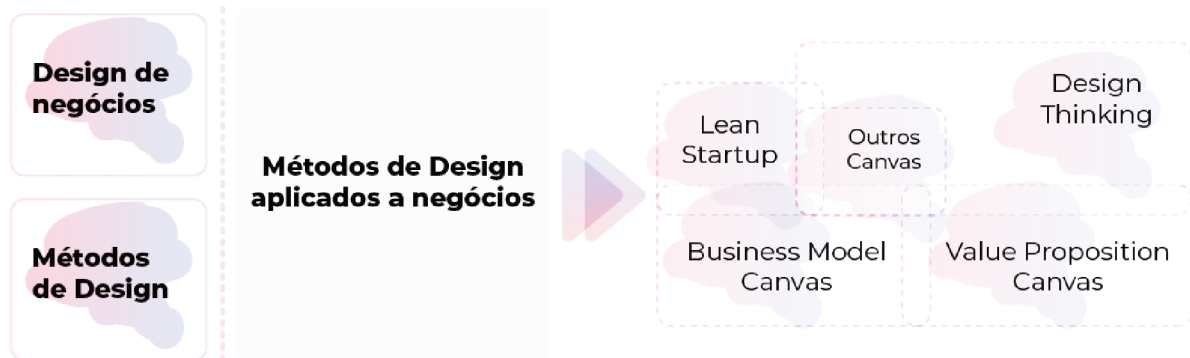 Design de
negócios
Métodos
de Design
Métodos de Design
aplicados a negócios
Lean
Startup
Outros
Canvas
Design
Thinking
Business Model
Canvas
Value Proposition
Canvas